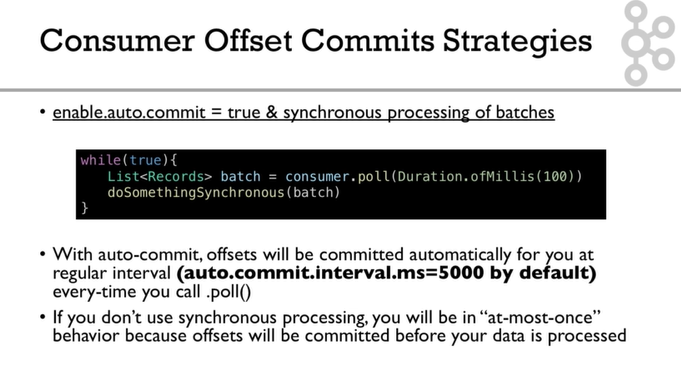 Consumer Offset Commits Strategies
• enable.auto.commit = true & synchronous processing of batches
while(true){
List<Records> batch = consumer.poll(Duration.ofMillis(100))
doSomethingSynchronous(batch)
}
• With auto-commit, offsets will be committed automatically for you at
regular interval (auto.commit.interval.ms=5000 by default)
every-time you call .poll()
• If you don't use synchronous processing, you will be in “at-most-once”
behavior because offsets will be committed before your data is processed